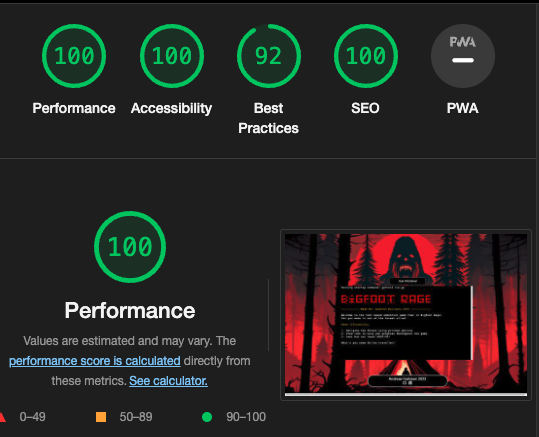 100
100
92
100
PWA
Performance
Accessibility
Best
Practices
SEO
PWA
100
Performance
Values are estimated and may vary. The
performance score is calculated directly from
these metrics. See calculator.
0–49
50–89
90–100
BIGFOOT RAGE